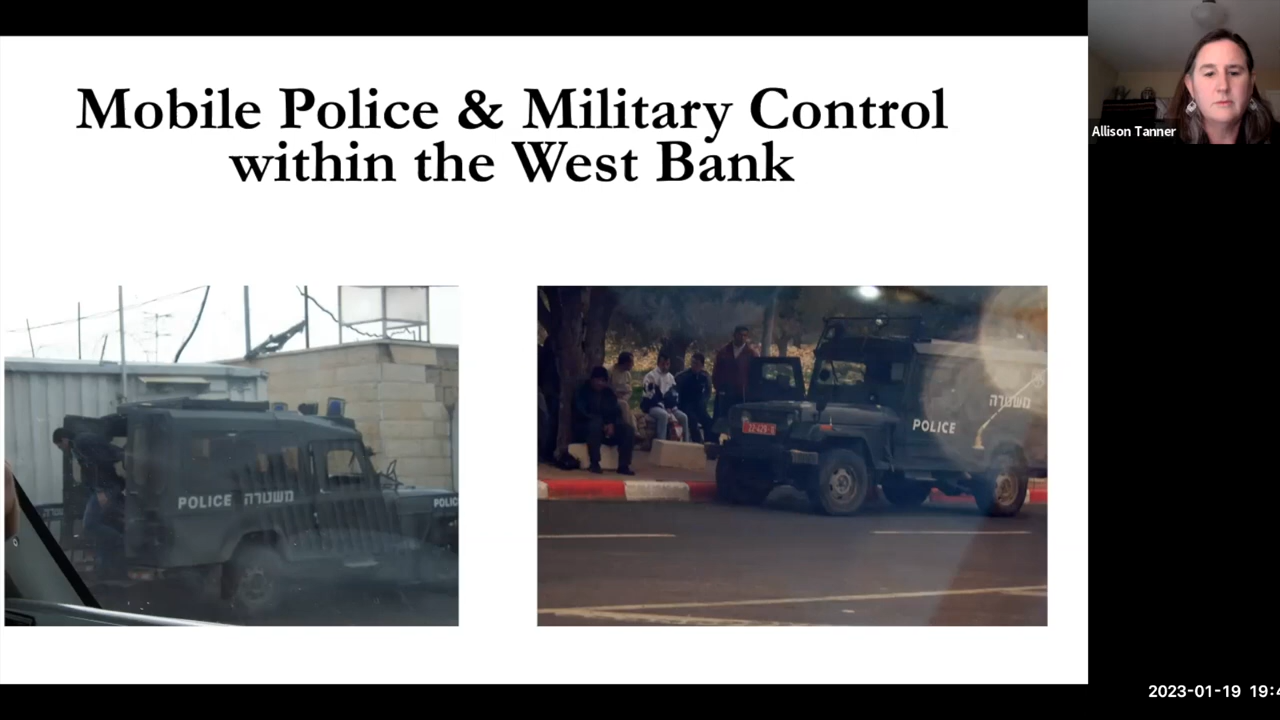 Mobile Police & Military Control
within the West Bank
Allison Tanner
POLICE משטרה
POLIC
POLICE
משטרה
2023-01-19 19:4